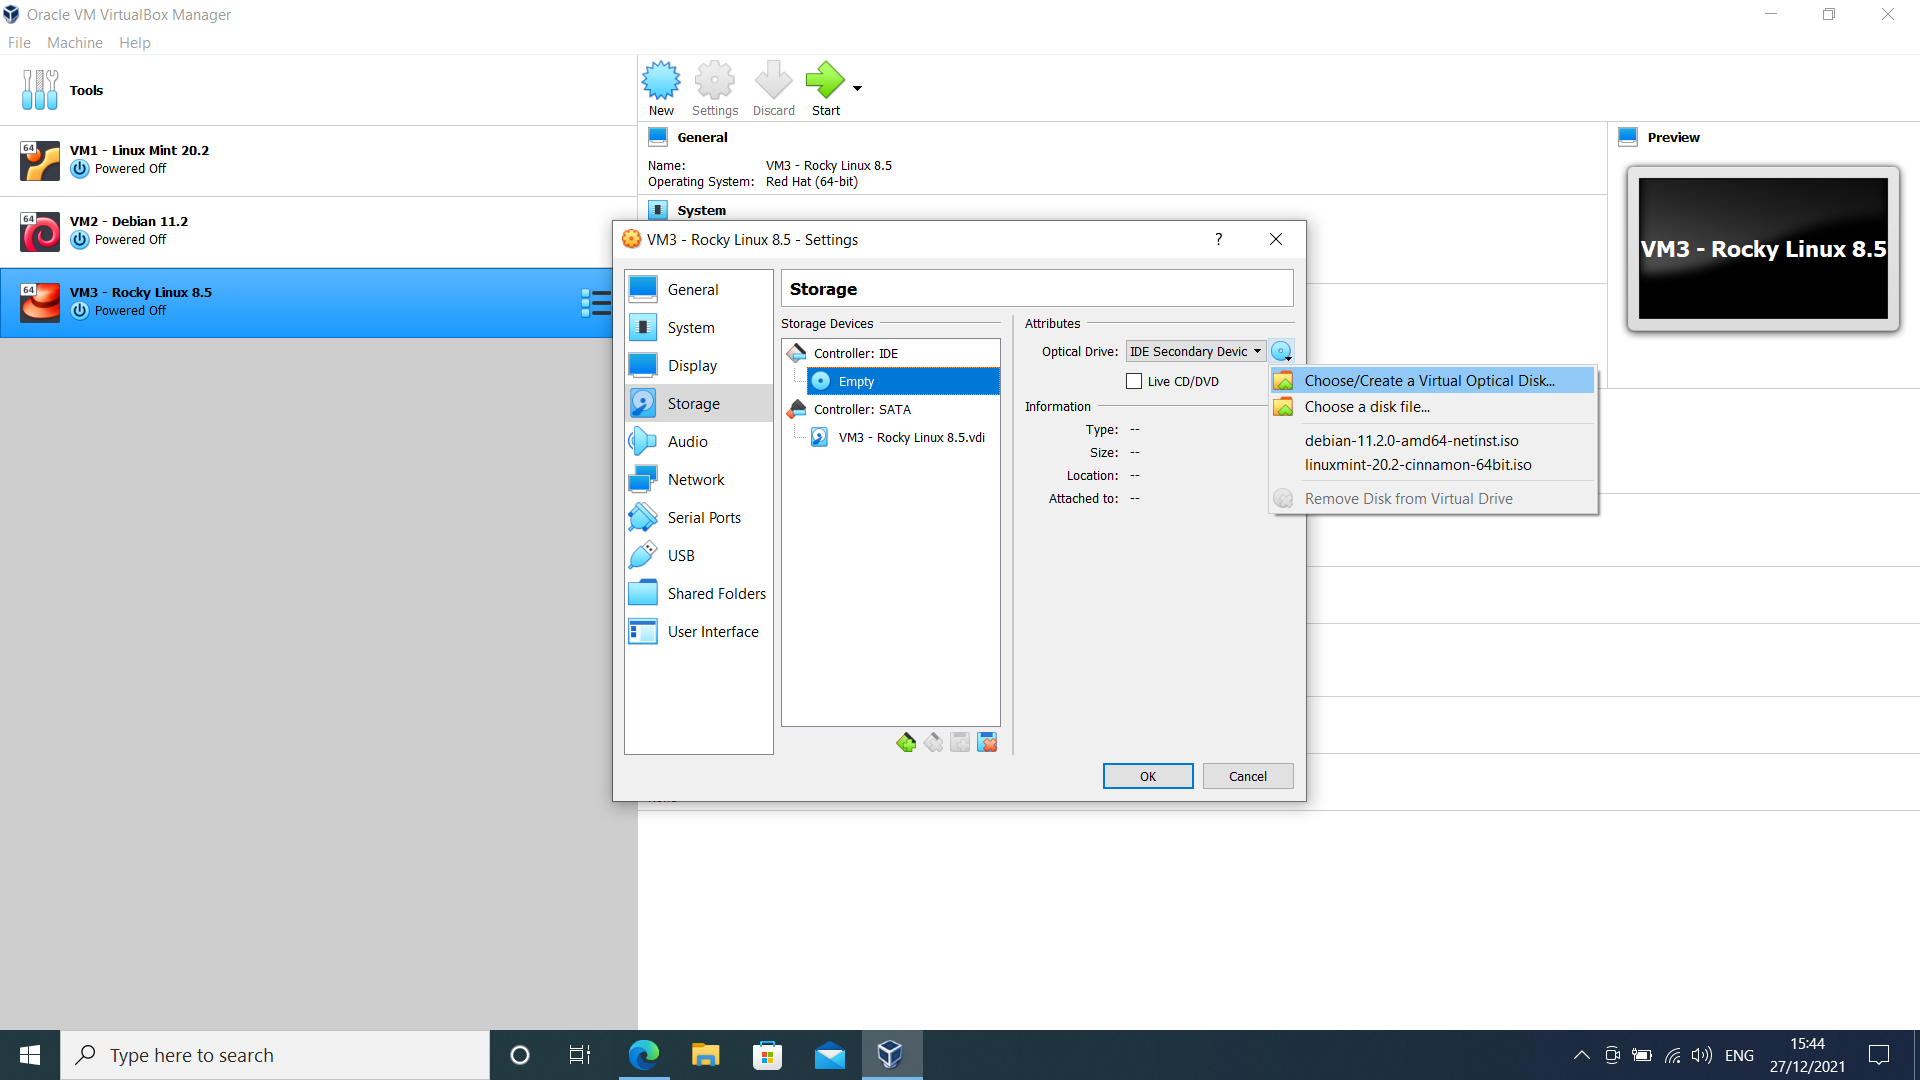 Oracle VM VirtualBox Manager
File Machine Help
Tools
64
VM1 - Linux Mint 20.2
Powered Off
64
VM2 - Debian 11.2
Powered Off
64
VM3 - Rocky Linux 8.5
Powered Off
New Settings Discard Start
General
Name: VM3 - Rocky Linux 8.5
Operating System: Red Hat (64-bit)
System
Preview
VM3 - Rocky Linux 8.5
VM3 - Rocky Linux 8.5 - Settings
?
General
System
Display
Storage
Audio
Network
Serial Ports
USB
Shared Folders
User Interface
Storage
Storage Devices
Controller: IDE
Empty
Controller: SATA
VM3 - Rocky Linux 8.5.vdi
Attributes
Optical Drive: IDE Secondary Devic
Live CD/DVD
Information
Type: --
Size: --
Location: --
Attached to: --
Choose/Create a Virtual Optical Disk...
Choose a disk file...
debian-11.2.0-amd64-netinst.iso
linuxmint-20.2-cinnamon-64bit.iso
Remove Disk from Virtual Drive
OK Cancel
Type here to search
ENG
15:44
27/12/2021